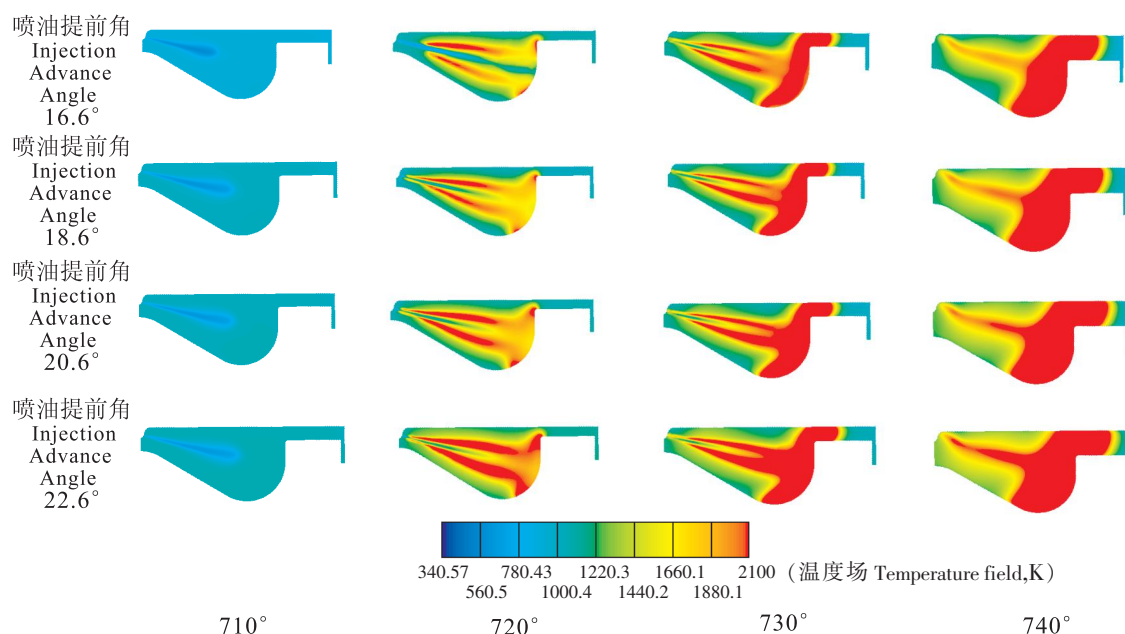 喷油提前角
Injection
Advance
Angle
16.6°
喷油提前角
Injection
Advance
Angle
18.6°
喷油提前角
Injection
Advance
Angle
20.6°
喷油提前角
Injection
Advance
Angle
22.6°
340.57 780.43 1220.3 1660.1 2100 (温度场 Temperature field,K)
560.5 1000.4 1440.2 1880.1
710° 720° 730° 740°